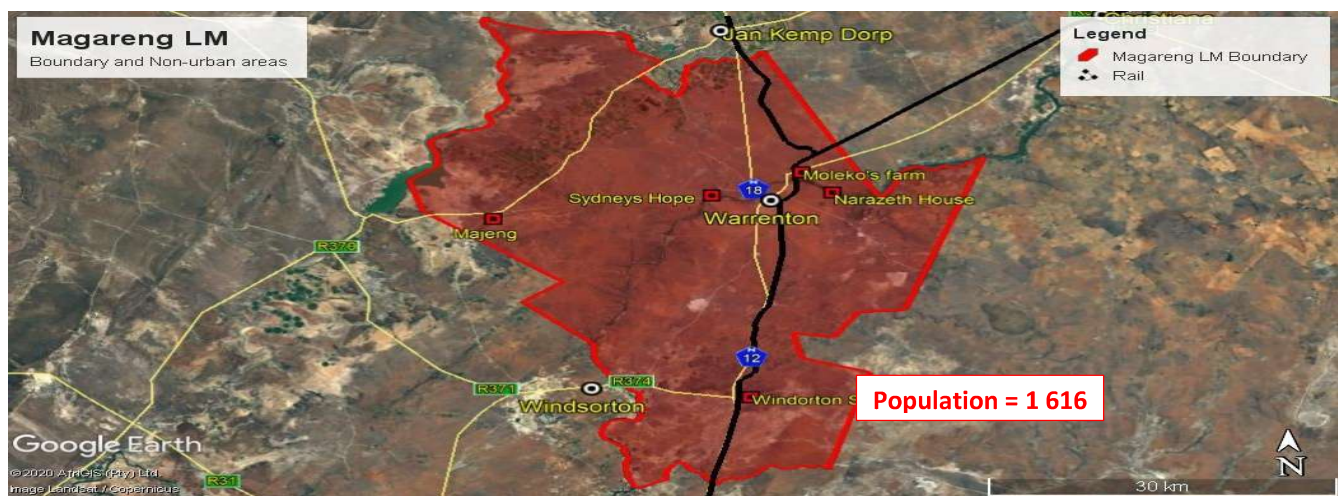 Magareng LM
Boundary and Non-urban areas
Jan Kemp Dorp
Christiana
Legend
Magareng LM Boundary
Rail
Moleko's farm
Sydneys Hope
N
18
Narazeth House
Warrenton
Majeng
R370
N
12
R371
R374
Windsorton
Windorton S
Population = 1 616
Google Earth
©2020 AfriGIS (Pty) Ltd.
Image Landsat / Copernicus
R31
N
30 km